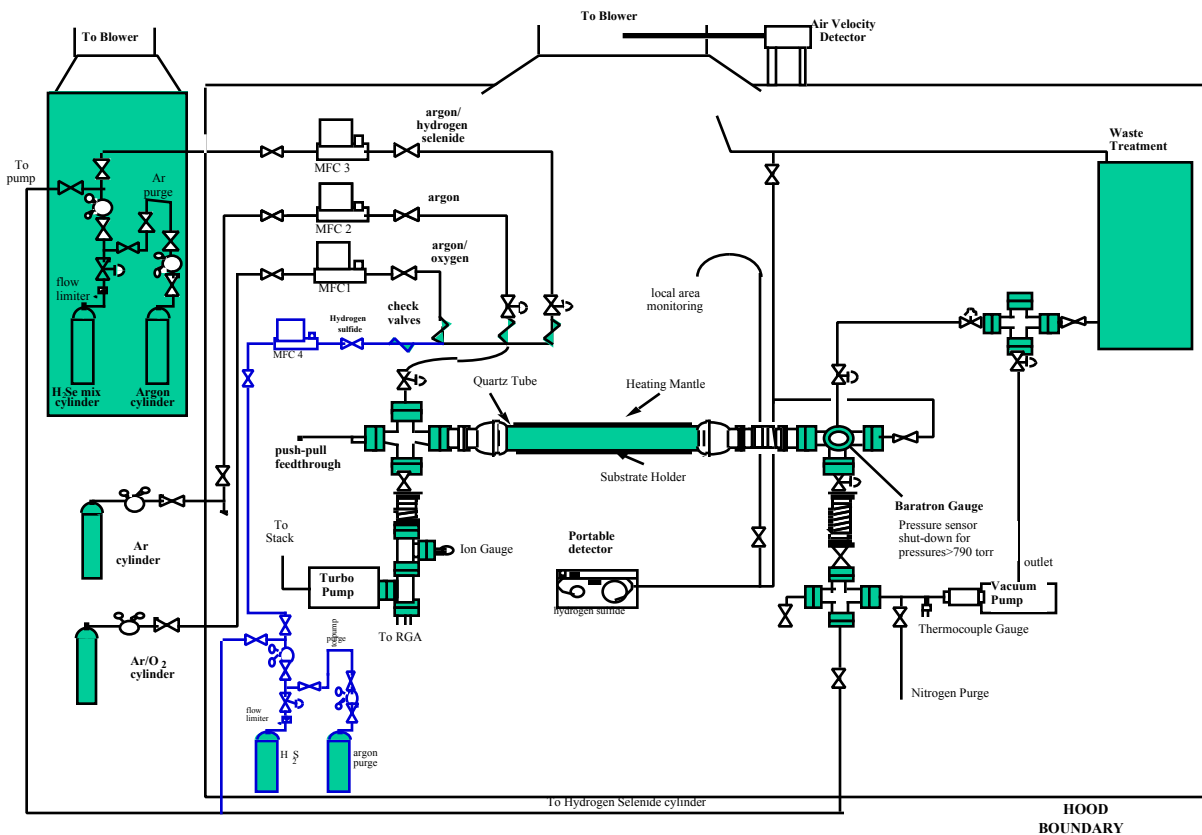 To Blower
To Blower
Air Velocity
Detector
argon/
hydrogen
selenide
Waste
Treatment
To
pump
MFC 3
Ar
purge
MFC 2
argon
argon/
oxygen
MFC1
flow
limiter
local area
monitoring
check
valves
Hydrogen
sulfide
MFC 4
H2Se mix
cylinder
Argon
cylinder
Quartz Tube
Heating Mantle
push-pull
feedthrough
Substrate Holder
Baratron Gauge
Pressure sensor
shut-down for
pressures>790 torr
To
Stack
Ion Gauge
Portable
detector
Ar
cylinder
outlet
Turbo
Pump
hydrogen sulfide
Vacuum
Pump
Thermocouple Gauge
To RGA
to pump
purge
Ar/O2
cylinder
Nitrogen Purge
flow
limiter
H2S
argon
purge
To Hydrogen Selenide cylinder
HOOD
BOUNDARY